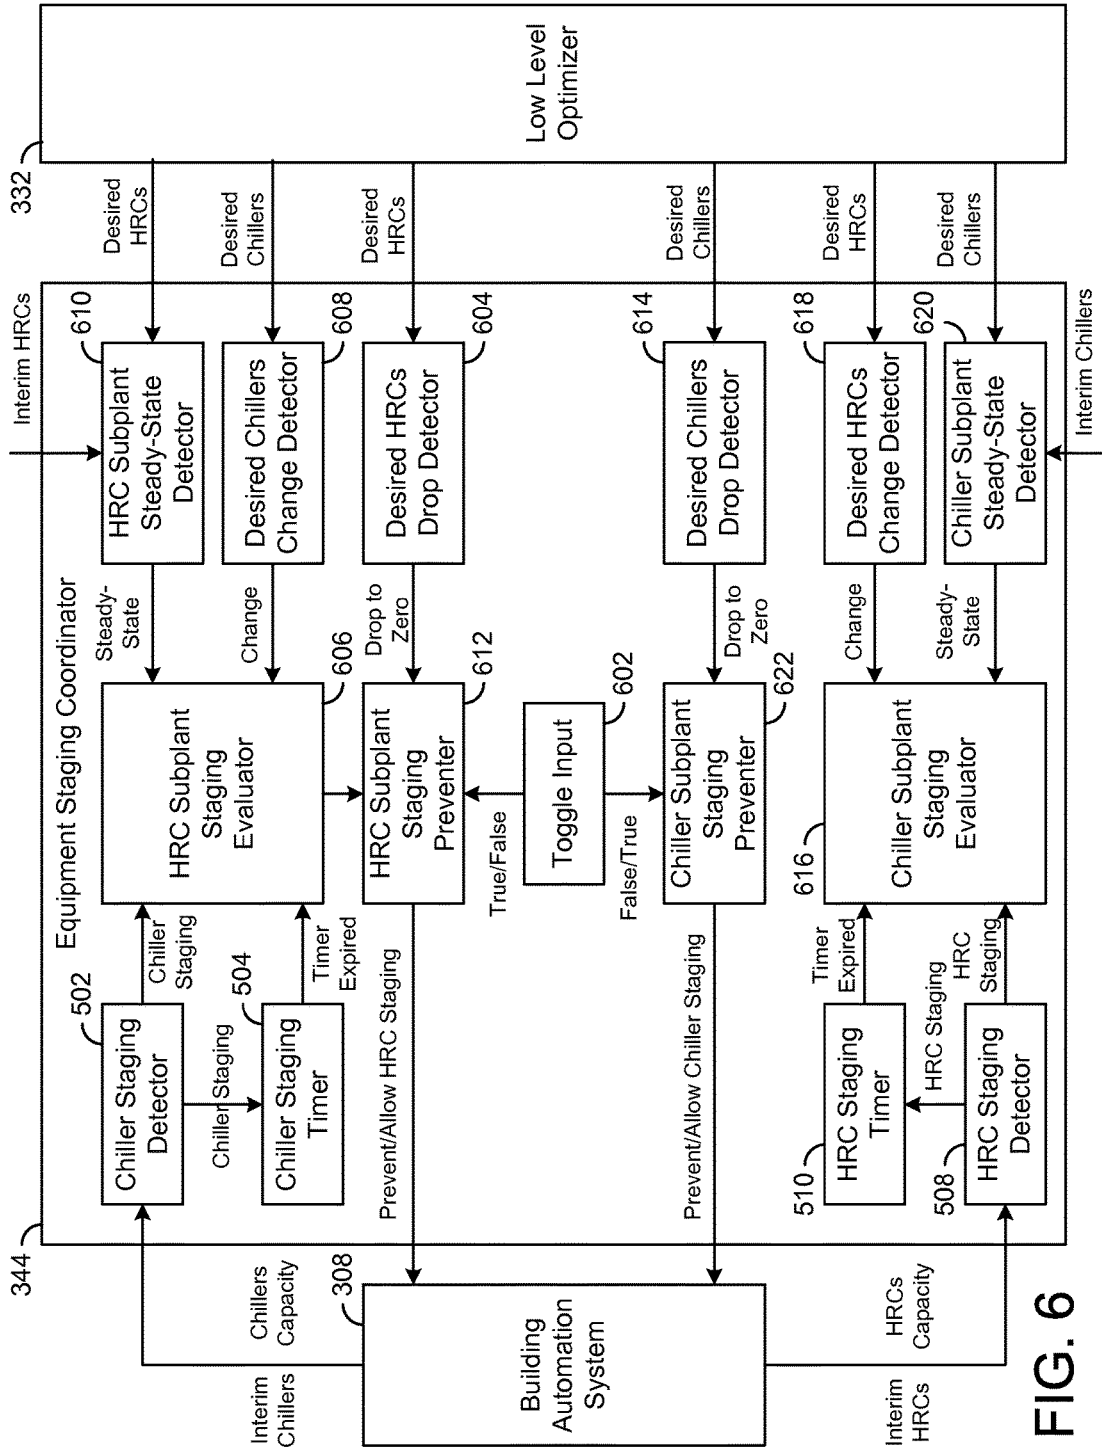 344
Equipment Staging Coordinator
332
Low Level
Optimizer
Interim HRCs
610
HRC Subplant
Steady-State
Detector
Desired
HRCs
Steady-
State
608
Desired Chillers
Change Detector
Desired
Chillers
Change
604
Desired HRCs
Drop Detector
Desired
HRCs
Drop to
Zero
606
HRC Subplant
Staging
Evaluator
612
HRC Subplant
Staging
Preventer
502
Chiller Staging
Detector
Chiller
Staging
Chiller Staging
504
Chiller Staging
Timer
Timer
Expired
Prevent/Allow HRC Staging
True/False
602
Toggle Input
False/True
614
Desired Chillers
Drop Detector
Desired
Chillers
Drop to
Zero
622
Chiller Subplant
Staging
Preventer
Prevent/Allow Chiller Staging
618
Desired HRCs
Change Detector
Desired
HRCs
Change
620
Chiller Subplant
Steady-State
Detector
Desired
Chillers
Steady-
State
Interim Chillers
616
Chiller Subplant
Staging
Evaluator
510
HRC Staging
Timer
Timer
Expired
HRC Staging
HRC
Staging
508
HRC Staging
Detector
308
Building
Automation
System
Interim
Chillers
Chillers
Capacity
Interim
HRCs
HRCs
Capacity
FIG. 6